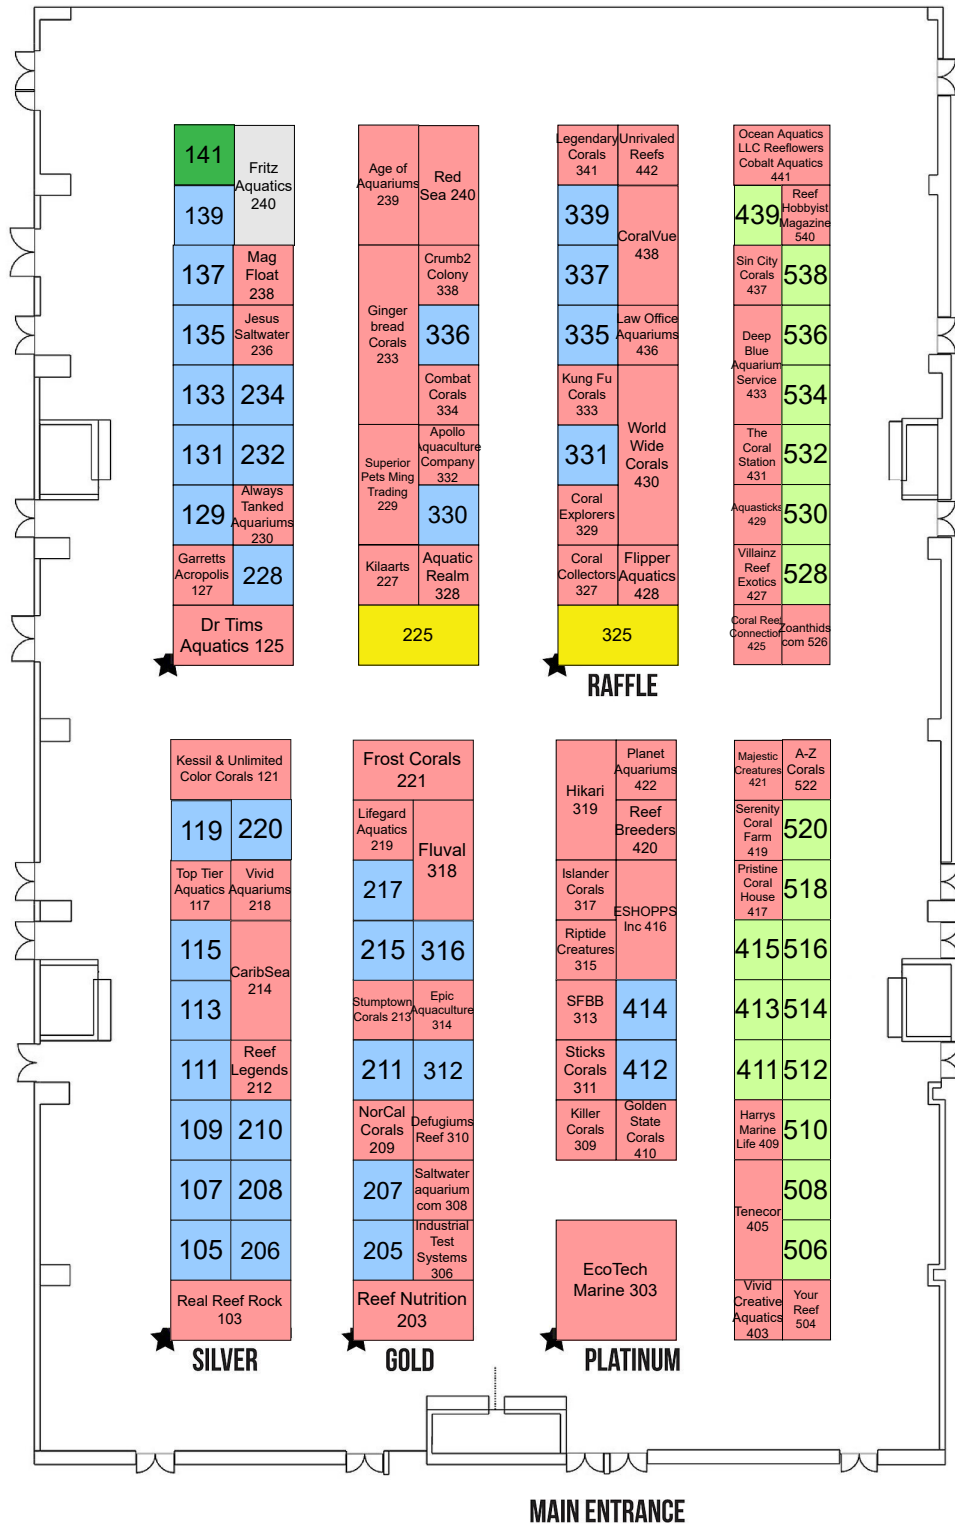 141
Fritz
Aquatics
240
139
137
Mag
Float
238
135
Jesus
Saltwater
236
133
234
131
232
129
Always
Tanked
Aquariums
230
Garretts
Acropolis
127
228
Dr Tims
Aquatics 125
Age of
Aquariums
239
Red
Sea 240
Ginger
bread
Corals
233
Crumb2
Colony
338
336
Combat
Corals
334
Superior
Pets Ming
Trading
229
Apollo
Aquaculture
Company
332
330
Kilaarts
227
Aquatic
Realm
328
225
Legendary
Corals
341
Unrivaled
Reefs
442
339
CoralVue
438
337
335
Law Office
Aquariums
436
Kung Fu
Corals
333
World
Wide
Corals
430
331
Coral
Explorers
329
Coral
Collectors
327
Flipper
Aquatics
428
325
RAFFLE
Ocean Aquatics
LLC Reeflowers
Cobalt Aquatics
441
439
Reef
Hobbyist
Magazine
540
Sin City
Corals
437
538
Deep
Blue
Aquarium
Service
433
536
534
The
Coral
Station
431
532
Aquasticks
429
530
Villainz
Reef
Exotics
427
528
Coral Reef
Connection
425
Zoanthids
com 526
Kessil & Unlimited
Color Corals 121
119
220
Top Tier
Aquatics
117
Vivid
Aquariums
218
115
CaribSea
214
113
111
Reef
Legends
212
109
210
107
208
105
206
Real Reef Rock
103
SILVER
Frost Corals
221
Lifegard
Aquatics
219
Fluval
318
217
215
316
Stumptown
Corals 213
Epic
Aquaculture
314
211
312
NorCal
Corals
209
Defugiums
Reef 310
207
Saltwater
aquarium
com 308
205
Industrial
Test
Systems
306
Reef Nutrition
203
GOLD
Hikari
319
Planet
Aquariums
422
Reef
Breeders
420
Islander
Corals
317
ESHOPPS
Inc 416
Riptide
Creatures
315
SFBB
313
414
Sticks
Corals
311
412
Killer
Corals
309
Golden
State
Corals
410
EcoTech
Marine 303
PLATINUM
Majestic
Creatures
421
A-Z
Corals
522
Serenity
Coral
Farm
419
520
Pristine
Coral
House
417
518
415
516
413
514
411
512
Harrys
Marine
Life 409
510
Tenecor
405
508
506
Vivid
Creative
Aquatics
403
Your
Reef
504
MAIN ENTRANCE